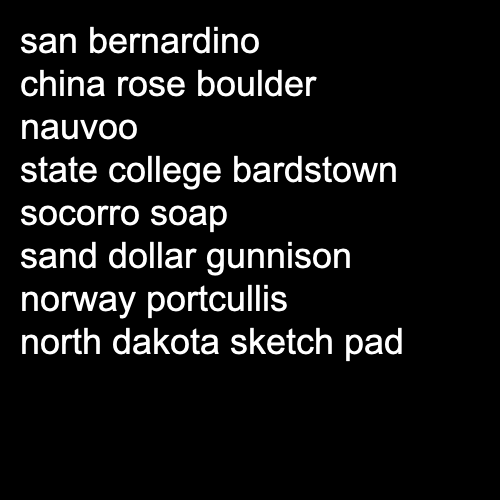 san bernardino
china rose boulder
nauvoo
state college bardstown
socorro soap
sand dollar gunnison
norway portcullis
north dakota sketch pad